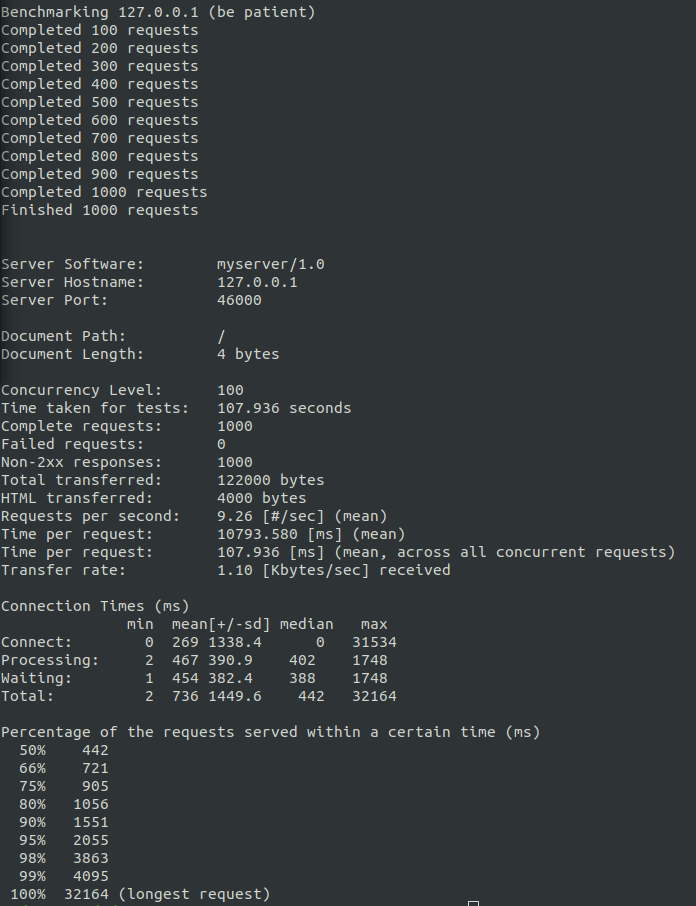 Benchmarking 127.0.0.1 (be patient)
Completed 100 requests
Completed 200 requests
Completed 300 requests
Completed 400 requests
Completed 500 requests
Completed 600 requests
Completed 700 requests
Completed 800 requests
Completed 900 requests
Completed 1000 requests
Finished 1000 requests
Server Software:        myserver/1.0
Server Hostname:        127.0.0.1
Server Port:            46000
Document Path:          /
Document Length:        4 bytes
Concurrency Level:      100
Time taken for tests:   107.936 seconds
Complete requests:      1000
Failed requests:        0
Non-2xx responses:      1000
Total transferred:      122000 bytes
HTML transferred:       4000 bytes
Requests per second:    9.26 [#/sec] (mean)
Time per request:       10793.580 [ms] (mean)
Time per request:       107.936 [ms] (mean, across all concurrent requests)
Transfer rate:          1.10 [Kbytes/sec] received
Connection Times (ms)
              min  mean[+/-sd] median   max
Connect:        0  269 1338.4      0   31534
Processing:     2  467 390.9    402    1748
Waiting:        1  454 382.4    388    1748
Total:          2  736 1449.6    442   32164
Percentage of the requests served within a certain time (ms)
  50%    442
  66%    721
  75%    905
  80%   1056
  90%   1551
  95%   2055
  98%   3863
  99%   4095
 100%  32164 (longest request)